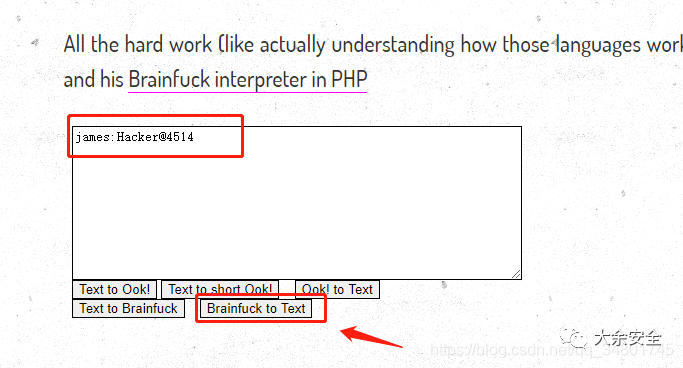 All the hard work (like actually understanding how those languages work
and his Brainfuck interpreter in PHP
james:Hacker@4514
Text to Ook! Text to short Ook! Ook! to Text
Text to Brainfuck Brainfuck to Text
大余安全
https://blog.csdn.net/qq_34801745